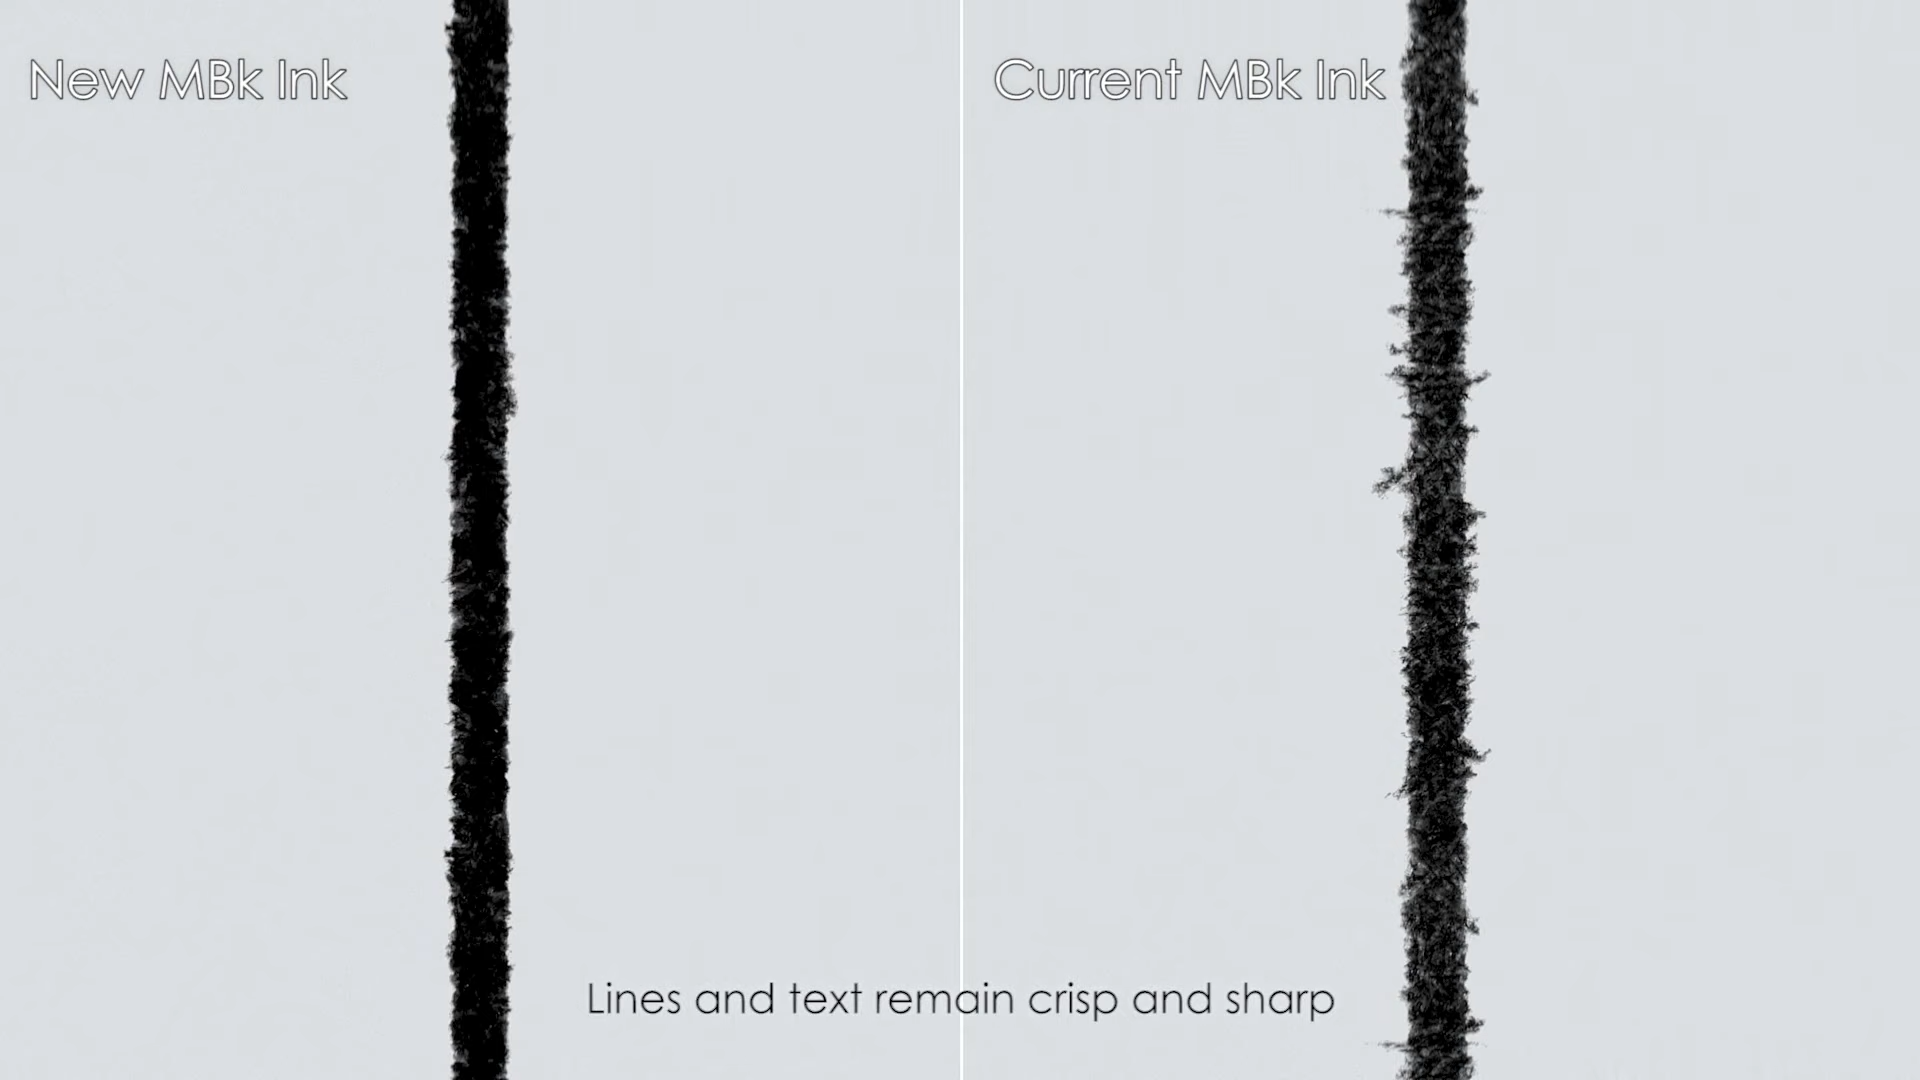 New MBk Ink
Current MBk Ink
Lines and text remain crisp and sharp